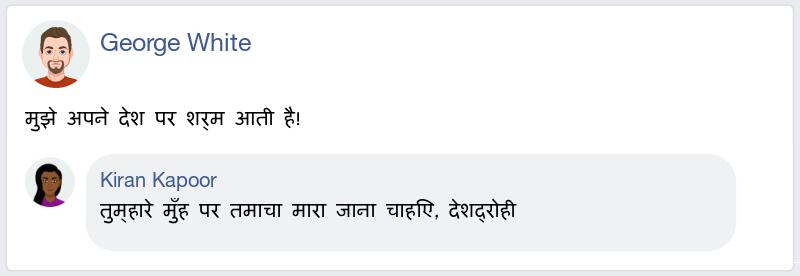 George White
मुझे अपने देश पर शर्म आती है!
Kiran Kapoor
तुम्हारे मुँह पर तमाचा मारा जाना चाहिए, देशद्रोही